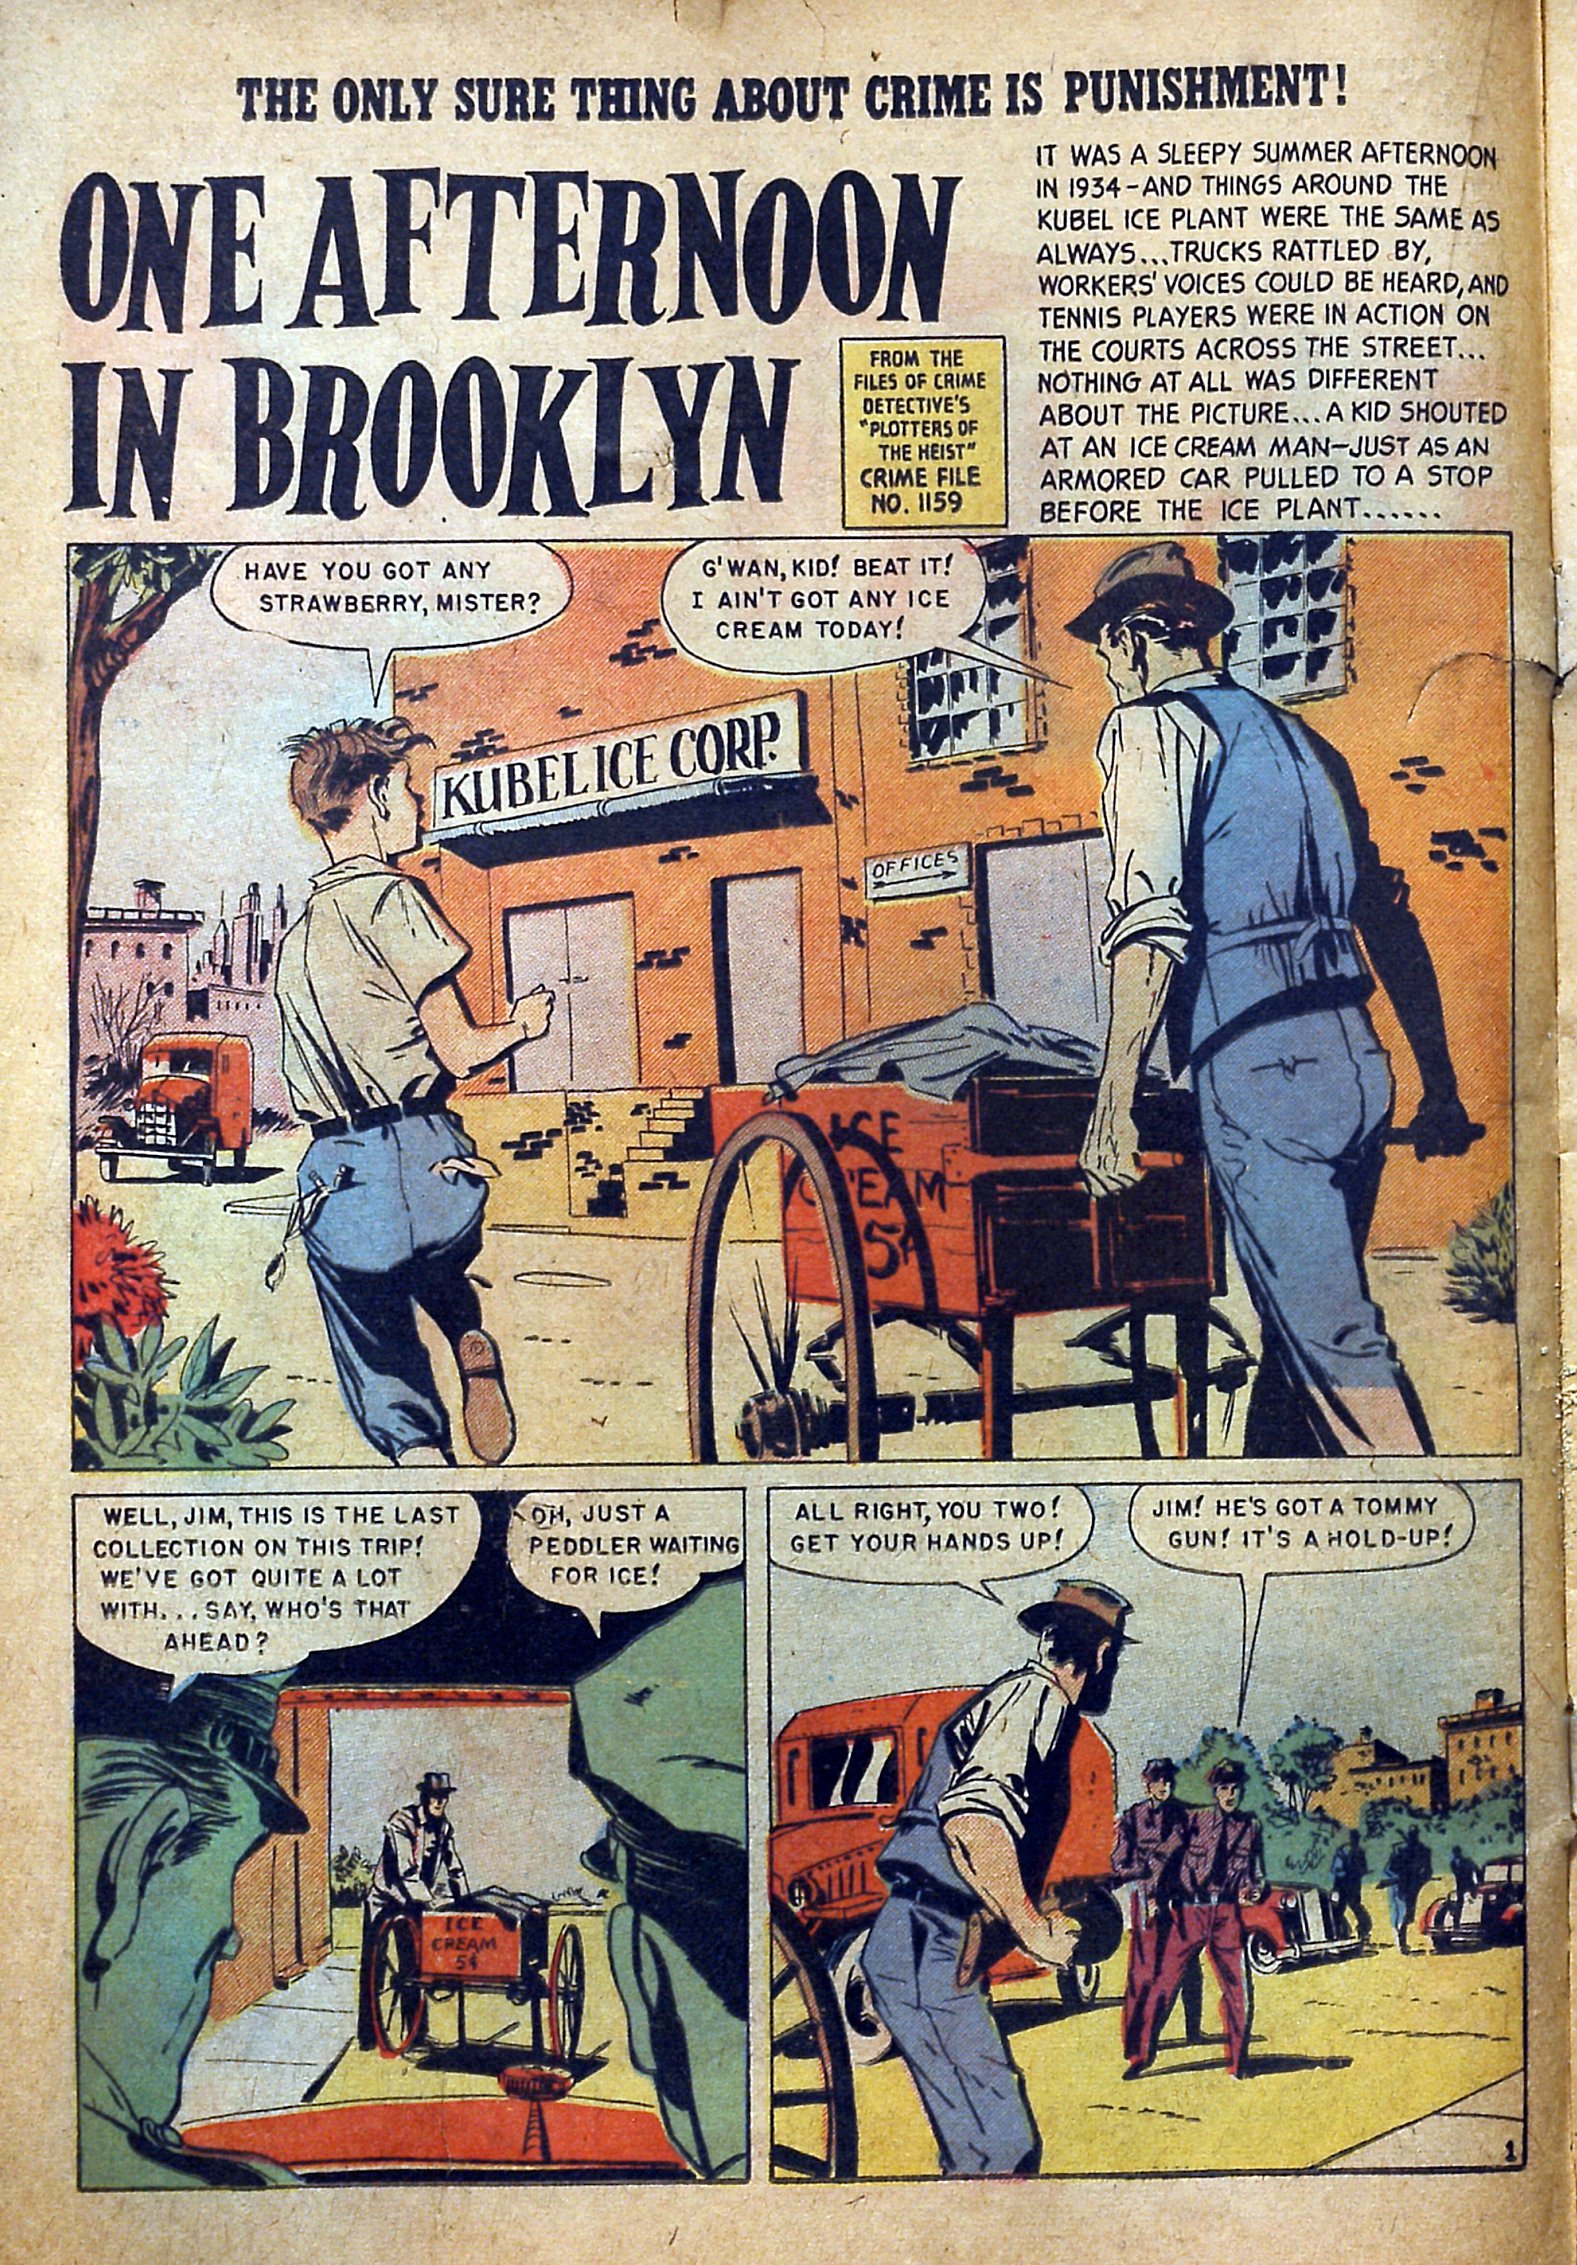 THE ONLY SURE THING ABOUT CRIME IS PUNISHMENT!
ONE AFTERNOON
IN BROOKLYN
FROM THE
FILES OF CRIME
DETECTIVE'S
"PLOTTERS OF
THE HEIST"
CRIME FILE
NO. 1159
IT WAS A SLEEPY SUMMER AFTERNOON
IN 1934-AND THINGS AROUND THE
KUBEL ICE PLANT WERE THE SAME AS
ALWAYS...TRUCKS RATTLED BY,
WORKERS' VOICES COULD BE HEARD, AND
TENNIS PLAYERS WERE IN ACTION ON
THE COURTS ACROSS THE STREET...
NOTHING AT ALL WAS DIFFERENT
ABOUT THE PICTURE...A KID SHOUTED
AT AN ICE CREAM MAN-JUST AS AN
ARMORED CAR PULLED TO A STOP
BEFORE THE ICE PLANT......
HAVE YOU GOT ANY
STRAWBERRY, MISTER?
G'WAN, KID! BEAT IT!
I AIN'T GOT ANY ICE
CREAM TODAY!
KUBEL ICE CORP.
OFFICES
ICE
CREAM
5¢
WELL, JIM, THIS IS THE LAST
COLLECTION ON THIS TRIP!
WE'VE GOT QUITE A LOT
WITH... SAY, WHO'S THAT
AHEAD?
OH, JUST A
PEDDLER WAITING
FOR ICE!
ICE
CREAM
5¢
ALL RIGHT, YOU TWO!
GET YOUR HANDS UP!
JIM! HE'S GOT A TOMMY
GUN! IT'S A HOLD-UP!
1